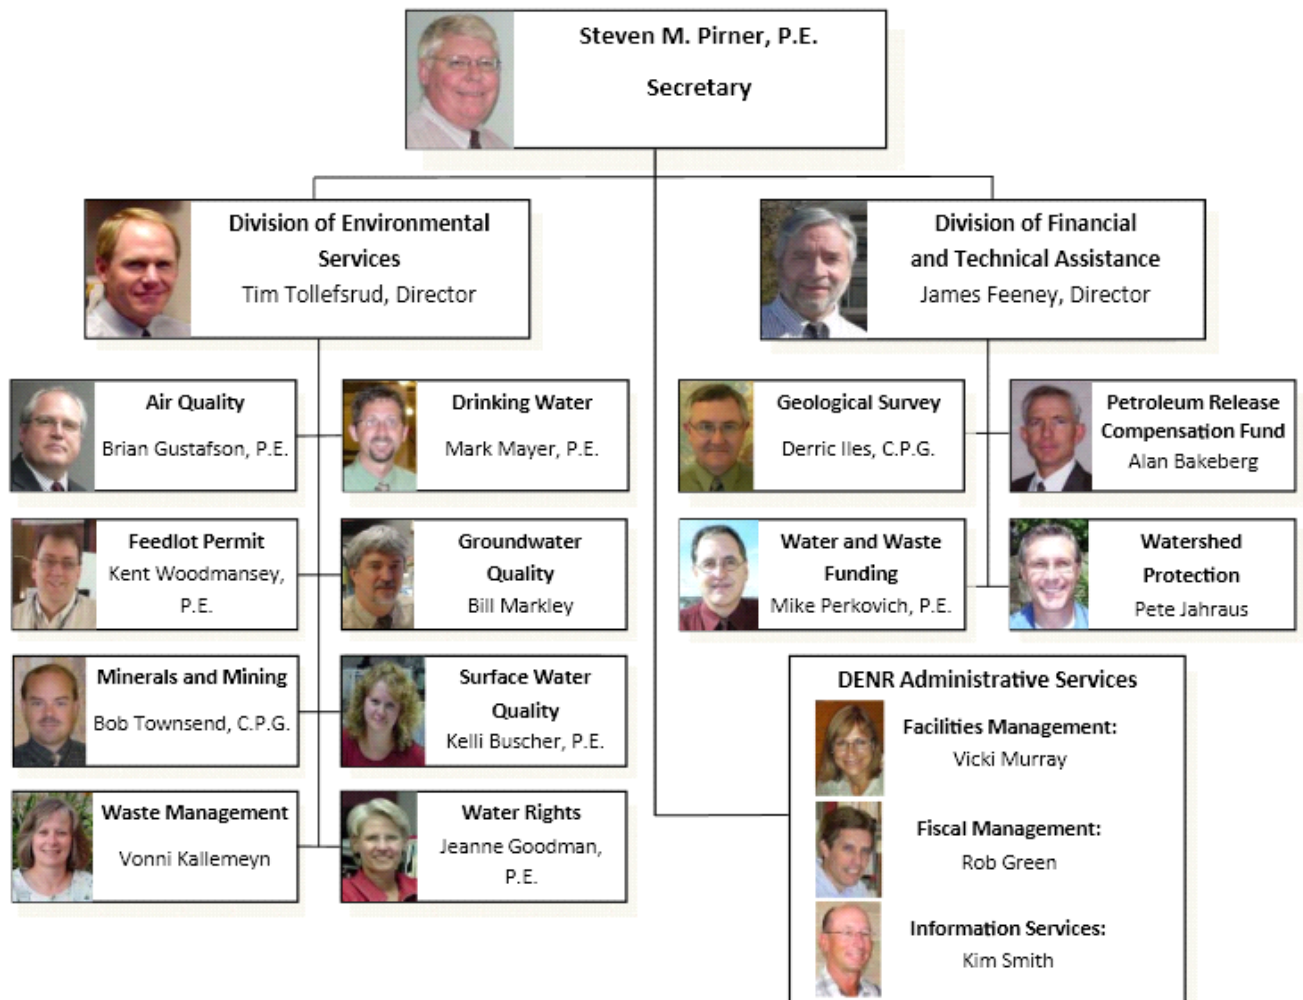 Steven M. Pirner, P.E.
Secretary
Division of Environmental
Services
Tim Tollefsrud, Director
Division of Financial
and Technical Assistance
James Feeney, Director
Air Quality
Brian Gustafson, P.E.
Drinking Water
Mark Mayer, P.E.
Geological Survey
Derric Iles, C.P.G.
Petroleum Release
Compensation Fund
Alan Bakeberg
Feedlot Permit
Kent Woodmansey,
P.E.
Groundwater
Quality
Bill Markley
Water and Waste
Funding
Mike Perkovich, P.E.
Watershed
Protection
Pete Jahraus
Minerals and Mining
Bob Townsend, C.P.G.
Surface Water
Quality
Kelli Buscher, P.E.
Waste Management
Vonni Kallemeyn
Water Rights
Jeanne Goodman,
P.E.
DENR Administrative Services
Facilities Management:
Vicki Murray
Fiscal Management:
Rob Green
Information Services:
Kim Smith